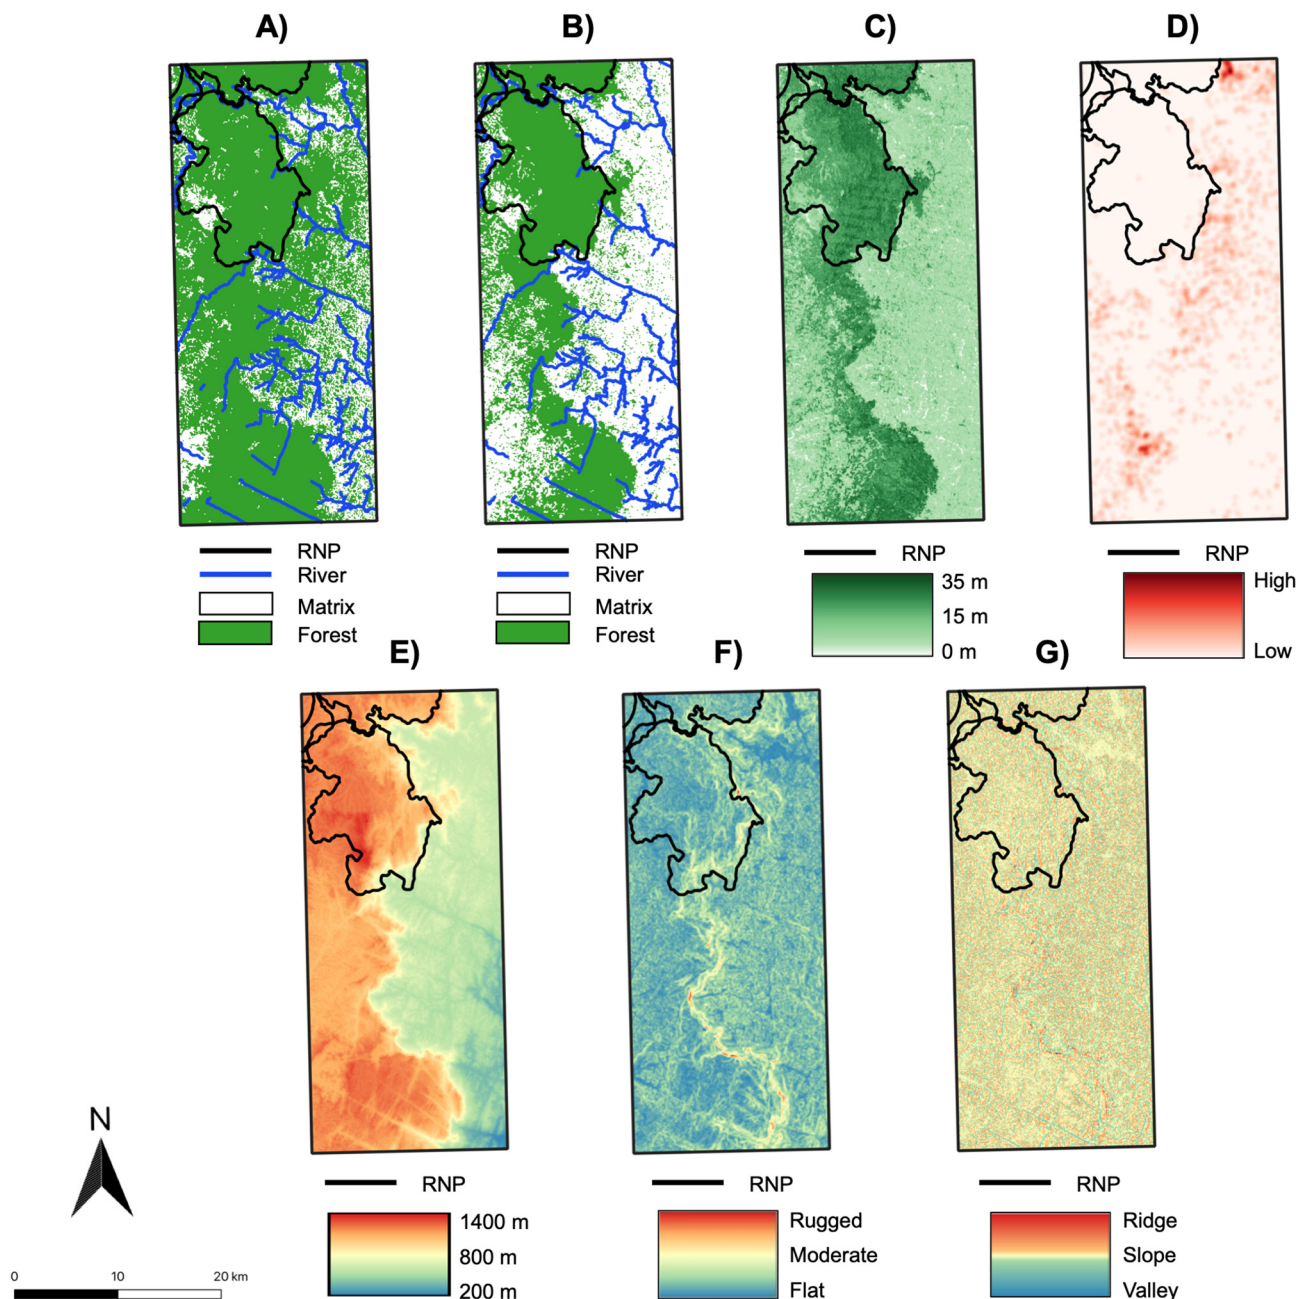 A)
B)
C)
D)
RNP
River
Matrix
Forest
RNP
River
Matrix
Forest
RNP
35 m
15 m
0 m
RNP
High
Low
E)
F)
G)
N
0 10 20 km
RNP
1400 m
800 m
200 m
RNP
Rugged
Moderate
Flat
RNP
Ridge
Slope
Valley